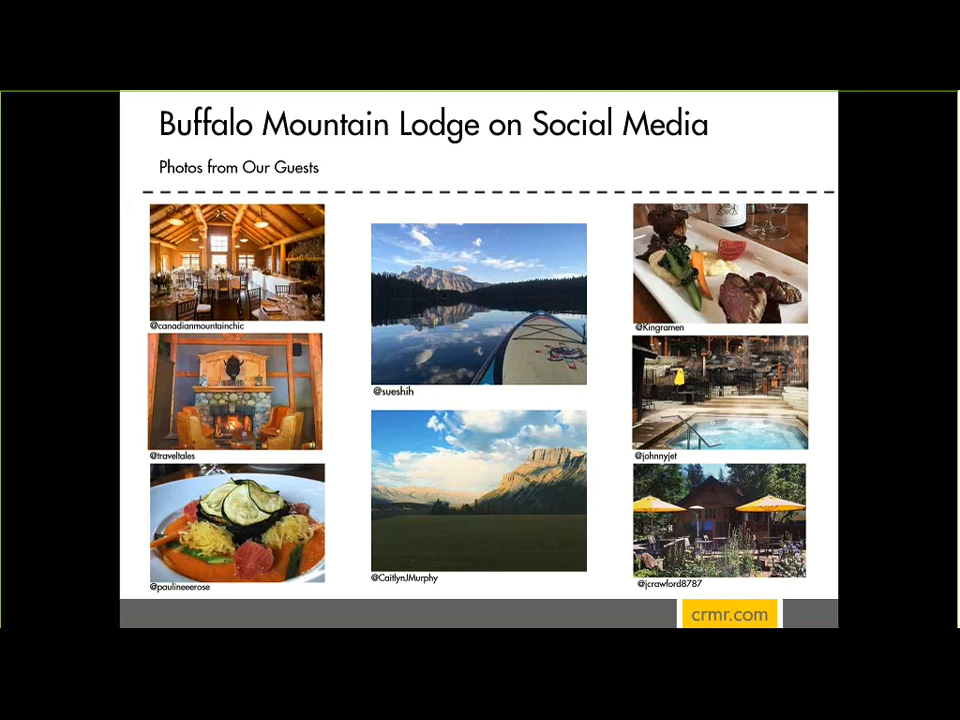 Buffalo Mountain Lodge on Social Media
Photos from Our Guests
@canadianmountainchic
@traveltales
@paulineeerose
@sueshih
@CaitlynJMurphy
@Kingramen
@johnnyjet
@jcrawford8787
crmr.com